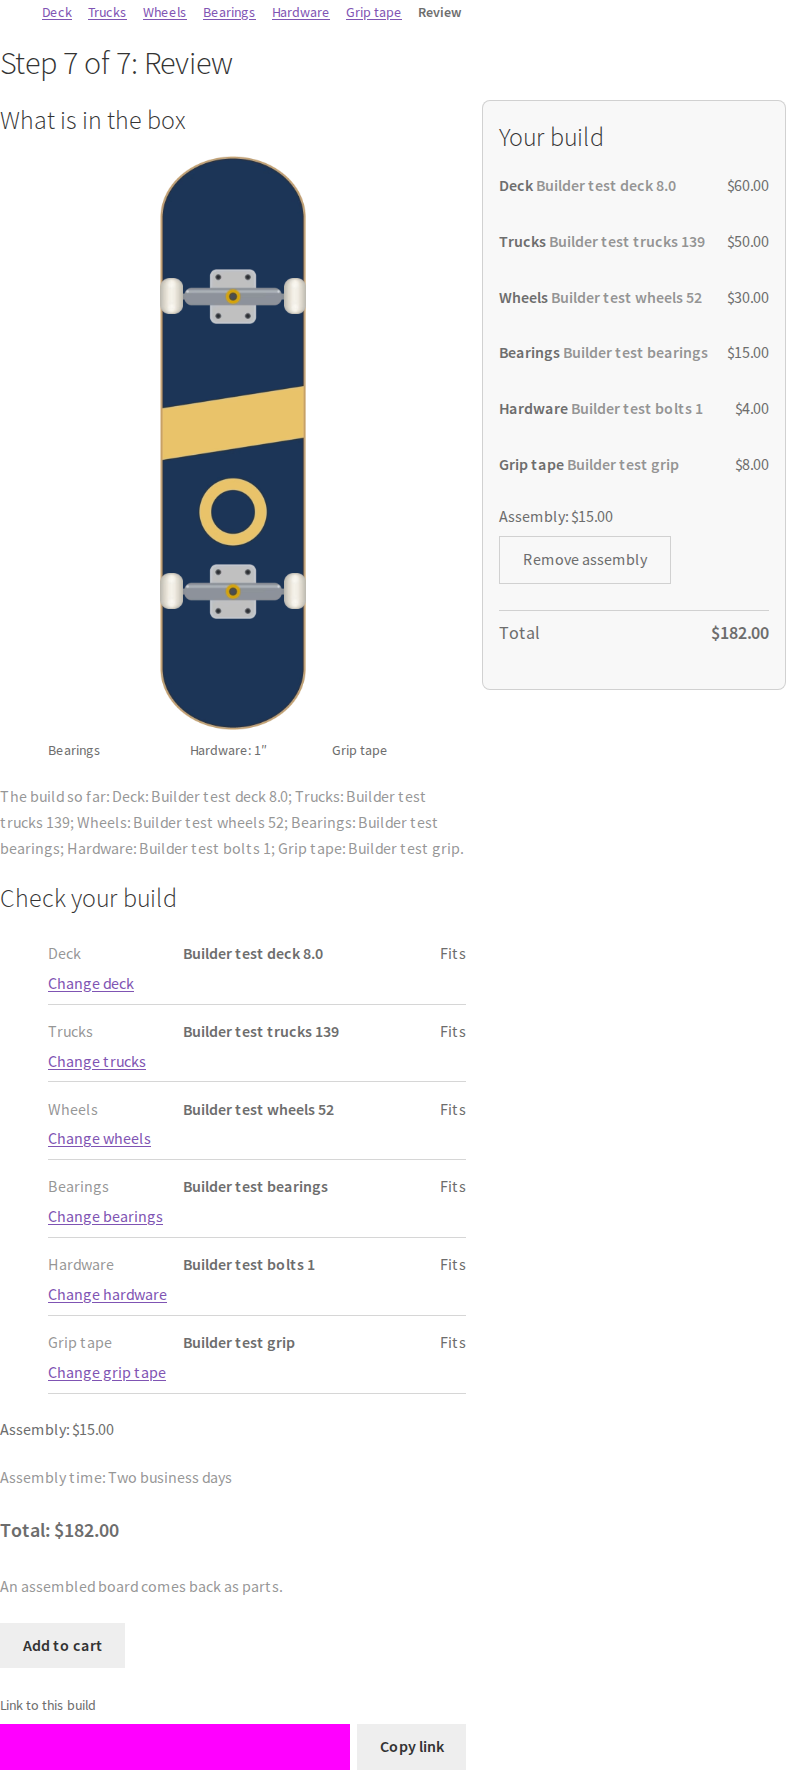 Deck Trucks Wheels Bearings Hardware Grip tape Review
Step 7 of 7: Review
What is in the box
Bearings Hardware: 1″ Grip tape
The build so far: Deck: Builder test deck 8.0; Trucks: Builder test
trucks 139; Wheels: Builder test wheels 52; Bearings: Builder test
bearings; Hardware: Builder test bolts 1; Grip tape: Builder test grip.
Check your build
Deck Builder test deck 8.0 Fits
Change deck
Trucks Builder test trucks 139 Fits
Change trucks
Wheels Builder test wheels 52 Fits
Change wheels
Bearings Builder test bearings Fits
Change bearings
Hardware Builder test bolts 1 Fits
Change hardware
Grip tape Builder test grip Fits
Change grip tape
Assembly: $15.00
Assembly time: Two business days
Total: $182.00
An assembled board comes back as parts.
Add to cart
Link to this build
Copy link
Your build
Deck Builder test deck 8.0 $60.00
Trucks Builder test trucks 139 $50.00
Wheels Builder test wheels 52 $30.00
Bearings Builder test bearings $15.00
Hardware Builder test bolts 1 $4.00
Grip tape Builder test grip $8.00
Assembly: $15.00
Remove assembly
Total $182.00